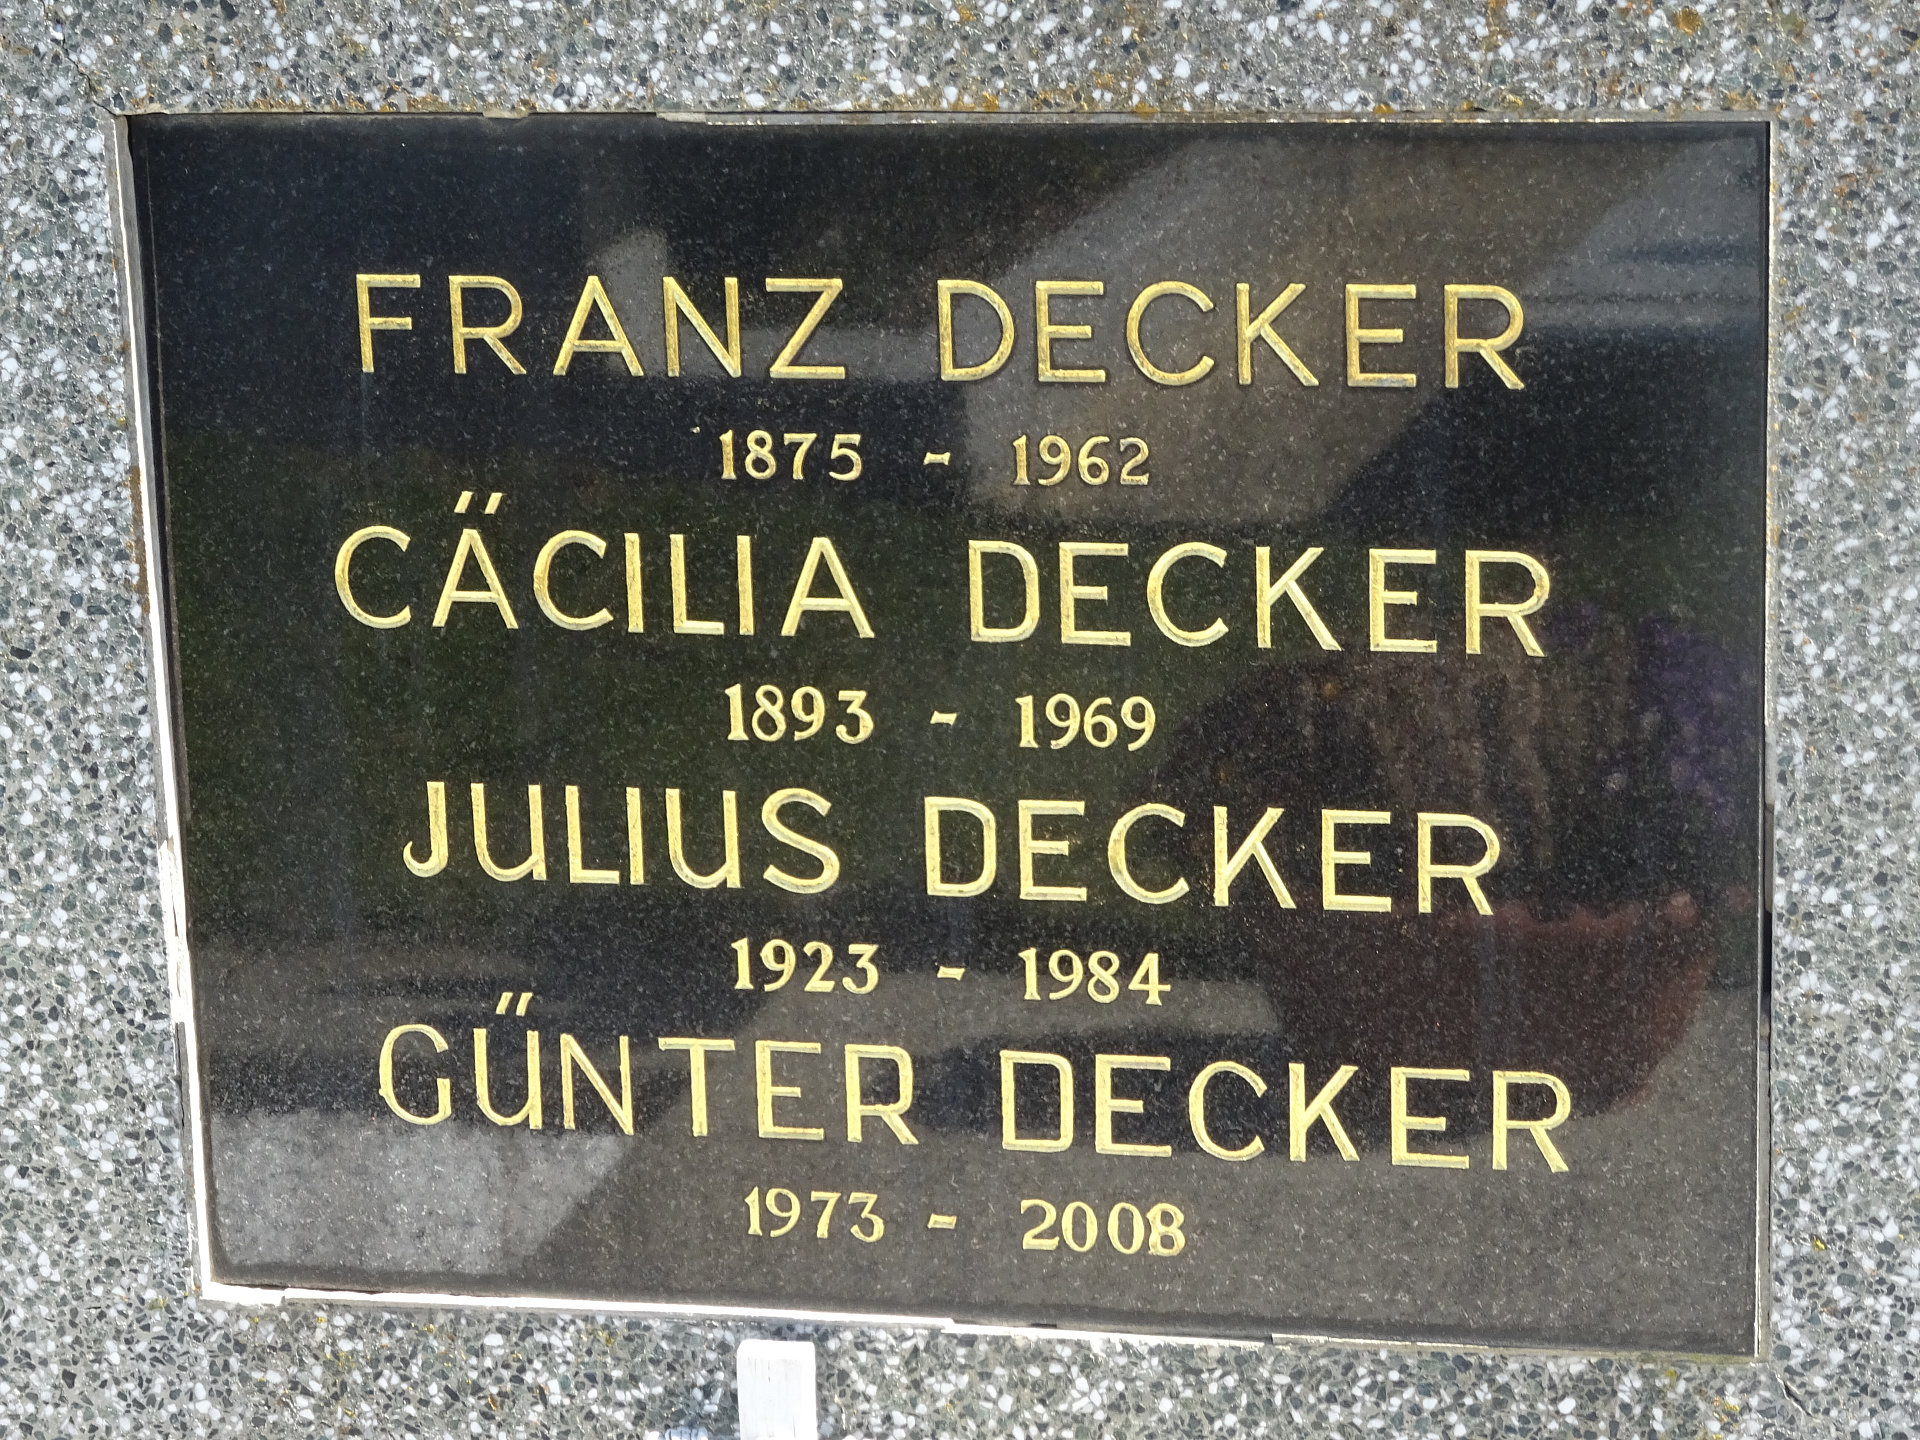 FRANZ DECKER
1875 - 1962
CÄCILIA DECKER
1893 - 1969
JULIUS DECKER
1923 - 1984
GÜNTER DECKER
1973 - 2008